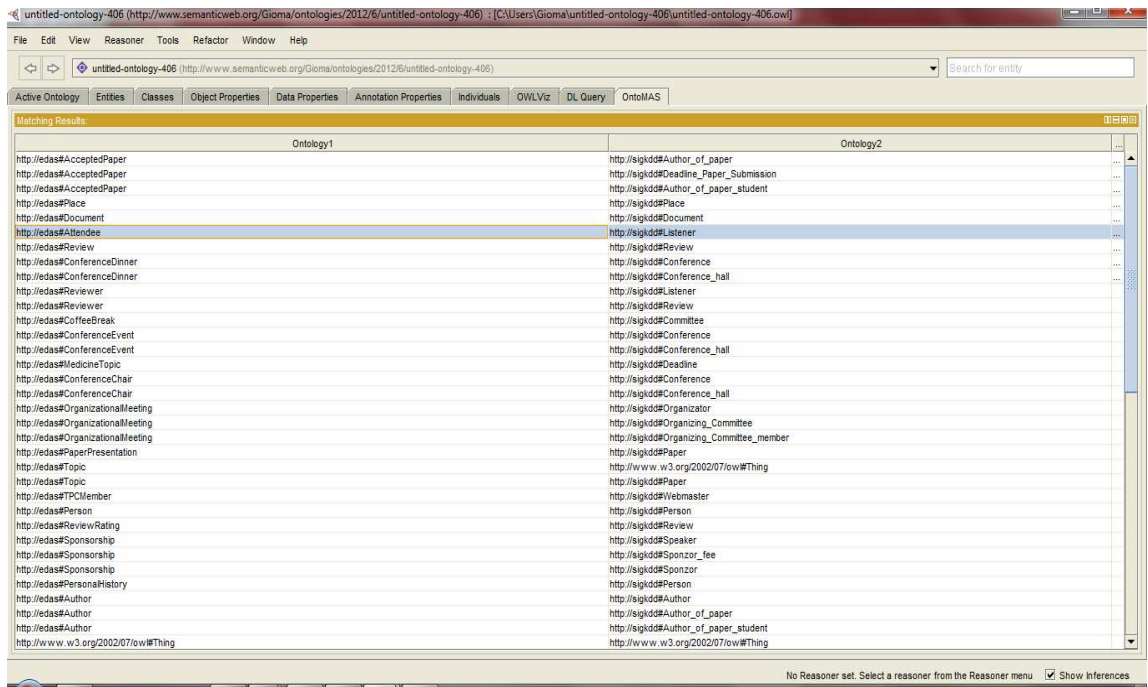 untitled-ontology-406 (http://www.semanticweb.org/Gioma/ontologies/2012/6/untitled-ontology-406) : [C:\Users\Gioma\untitled-ontology-406\untitled-ontology-406.owl]
File Edit View Reasoner Tools Refactor Window Help
untitled-ontology-406 (http://www.semanticweb.org/Gioma/ontologies/2012/6/untitled-ontology-406) Search for entity
Active Ontology Entities Classes Object Properties Data Properties Annotation Properties Individuals OWLViz DL Query OntoMAS
Matching Results:
Ontology1 Ontology2 ...
http://edas#AcceptedPaper http://sigkdd#Author_of_paper ...
http://edas#AcceptedPaper http://sigkdd#Deadline_Paper_Submission ...
http://edas#AcceptedPaper http://sigkdd#Author_of_paper_student ...
http://edas#Place http://sigkdd#Place ...
http://edas#Document http://sigkdd#Document ...
http://edas#Attendee http://sigkdd#Listener ...
http://edas#Review http://sigkdd#Review ...
http://edas#ConferenceDinner http://sigkdd#Conference ...
http://edas#ConferenceDinner http://sigkdd#Conference_hall ...
http://edas#Reviewer http://sigkdd#Listener
http://edas#Reviewer http://sigkdd#Review
http://edas#CoffeeBreak http://sigkdd#Committee
http://edas#ConferenceEvent http://sigkdd#Conference
http://edas#ConferenceEvent http://sigkdd#Conference_hall
http://edas#MedicineTopic http://sigkdd#Deadline
http://edas#ConferenceChair http://sigkdd#Conference
http://edas#ConferenceChair http://sigkdd#Conference_hall
http://edas#OrganizationalMeeting http://sigkdd#Organizator
http://edas#OrganizationalMeeting http://sigkdd#Organizing_Committee
http://edas#OrganizationalMeeting http://sigkdd#Organizing_Committee_member
http://edas#PaperPresentation http://sigkdd#Paper
http://edas#Topic http://www.w3.org/2002/07/owl#Thing
http://edas#Topic http://sigkdd#Paper
http://edas#TPCMember http://sigkdd#Webmaster
http://edas#Person http://sigkdd#Person
http://edas#ReviewRating http://sigkdd#Review
http://edas#Sponsorship http://sigkdd#Speaker
http://edas#Sponsorship http://sigkdd#Sponzor_fee
http://edas#Sponsorship http://sigkdd#Sponzor
http://edas#PersonalHistory http://sigkdd#Person
http://edas#Author http://sigkdd#Author
http://edas#Author http://sigkdd#Author_of_paper
http://edas#Author http://sigkdd#Author_of_paper_student
http://www.w3.org/2002/07/owl#Thing http://www.w3.org/2002/07/owl#Thing
No Reasoner set. Select a reasoner from the Reasoner menu Show Inferences